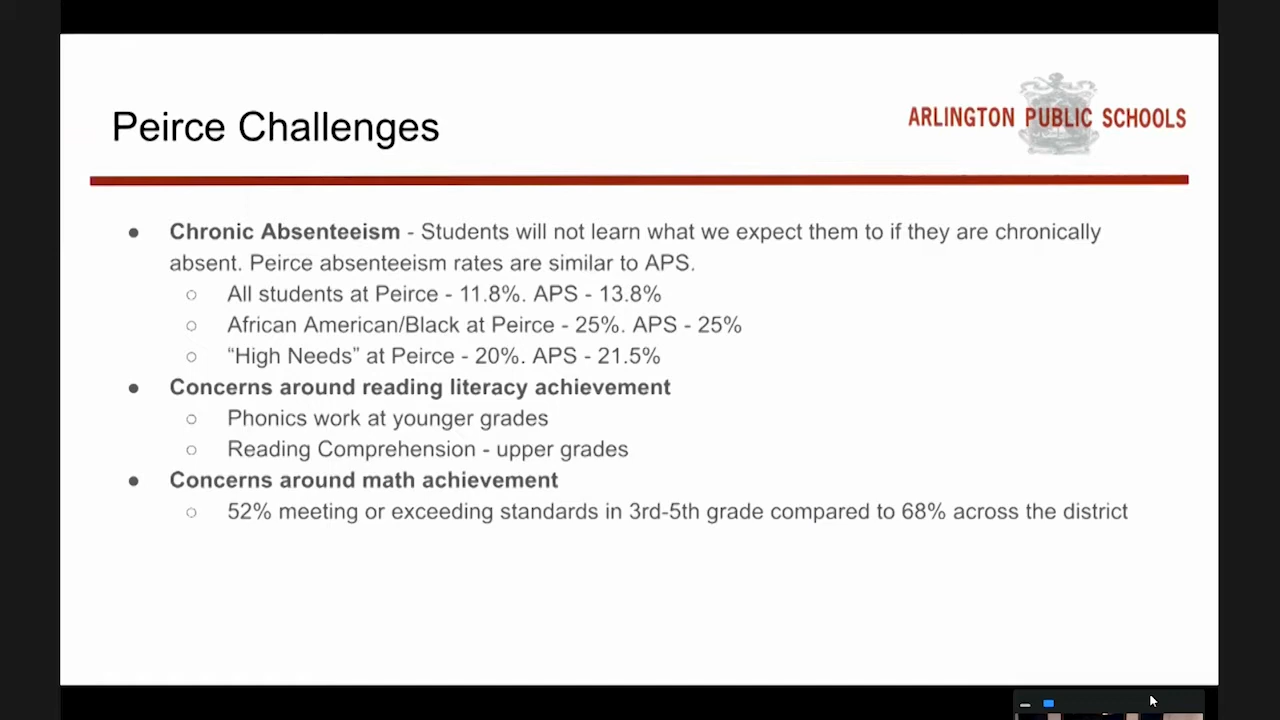 Peirce Challenges
ARLINGTON PUBLIC SCHOOLS
● Chronic Absenteeism - Students will not learn what we expect them to if they are chronically
absent. Peirce absenteeism rates are similar to APS.
○ All students at Peirce - 11.8%. APS - 13.8%
○ African American/Black at Peirce - 25%. APS - 25%
○ “High Needs” at Peirce - 20%. APS - 21.5%
● Concerns around reading literacy achievement
○ Phonics work at younger grades
○ Reading Comprehension - upper grades
● Concerns around math achievement
○ 52% meeting or exceeding standards in 3rd-5th grade compared to 68% across the district